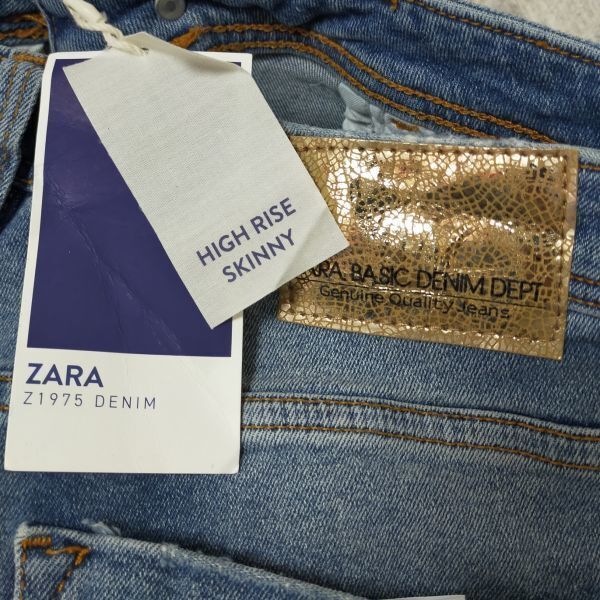 HIGH RISE
SKINNY
ZARA
Z1975 DENIM
BASIC DENIM DEPT
Genuine Quality Jeans